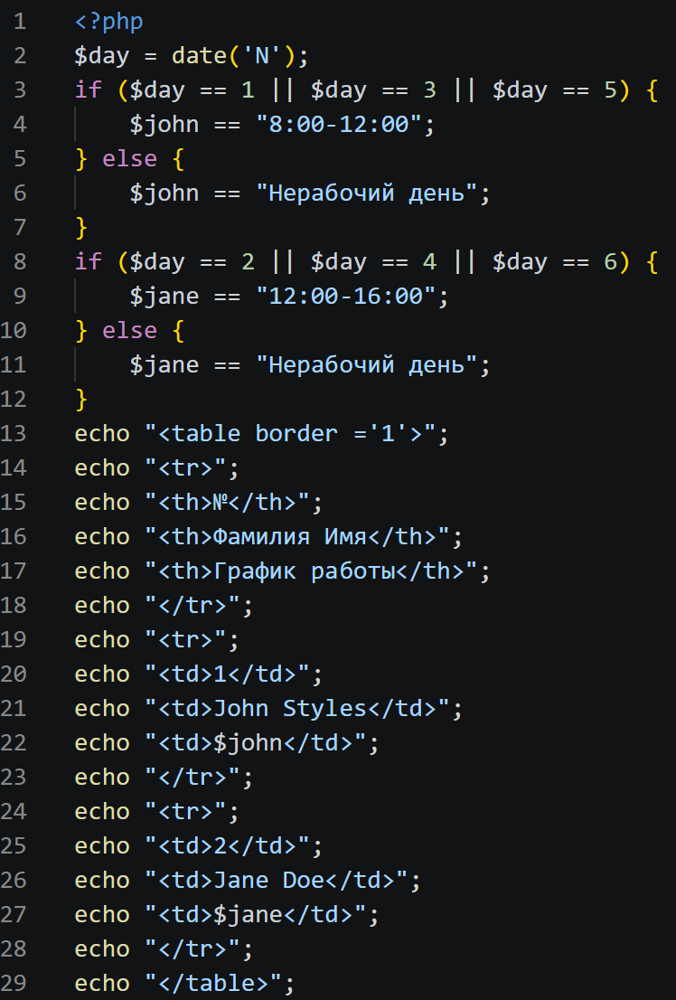 1 <?php
2 $day = date('N');
3 if ($day == 1 || $day == 3 || $day == 5) {
4     $john == "8:00-12:00";
5 } else {
6     $john == "Нерабочий день";
7 }
8 if ($day == 2 || $day == 4 || $day == 6) {
9     $jane == "12:00-16:00";
10 } else {
11     $jane == "Нерабочий день";
12 }
13 echo "<table border ='1'>";
14 echo "<tr>";
15 echo "<th>№</th>";
16 echo "<th>Фамилия Имя</th>";
17 echo "<th>График работы</th>";
18 echo "</tr>";
19 echo "<tr>";
20 echo "<td>1</td>";
21 echo "<td>John Styles</td>";
22 echo "<td>$john</td>";
23 echo "</tr>";
24 echo "<tr>";
25 echo "<td>2</td>";
26 echo "<td>Jane Doe</td>";
27 echo "<td>$jane</td>";
28 echo "</tr>";
29 echo "</table>";